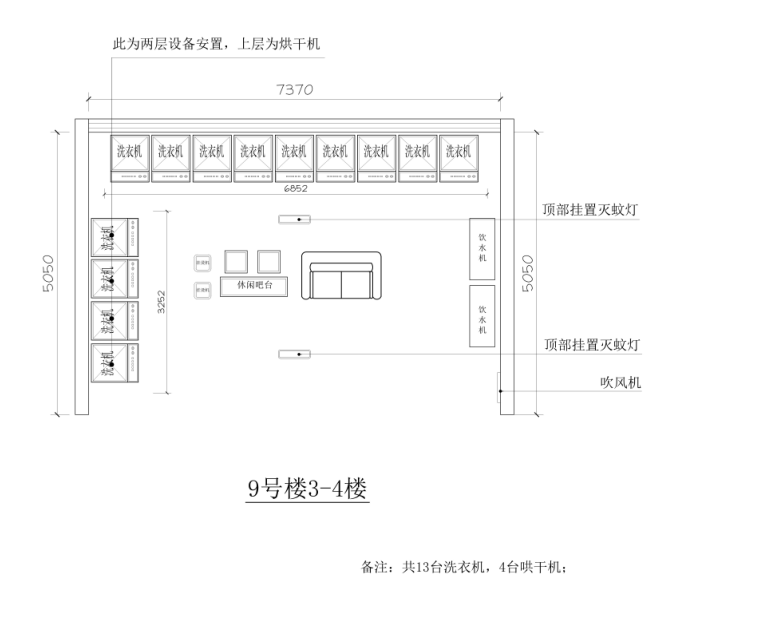 此为两层设备安置，上层为烘干机
7370
洗衣机 洗衣机 洗衣机 洗衣机 洗衣机 洗衣机 洗衣机 洗衣机 洗衣机
6852
顶部挂置灭蚊灯
洗衣机
饮水机
5050
3252
5050
洗衣机
休闲吧台
洗衣机
饮水机
顶部挂置灭蚊灯
洗衣机
吹风机
9号楼3-4楼
备注：共13台洗衣机，4台哄干机；